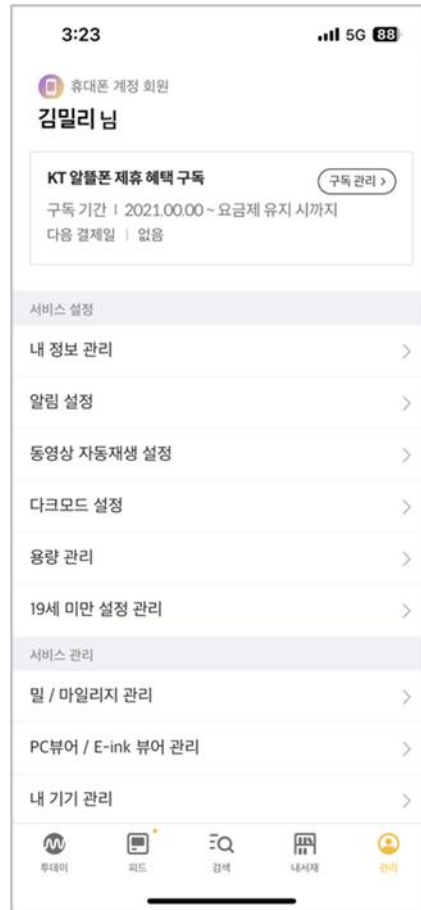 3:23 5G 88
휴대폰 계정 회원
김밀리 님
KT 알뜰폰 제휴 혜택 구독 구독 관리 >
구독 기간 | 2021.00.00 ~ 요금제 유지 시까지
다음 결제일 | 없음
서비스 설정
내 정보 관리
알림 설정
동영상 자동재생 설정
다크모드 설정
용량 관리
19세 미만 설정 관리
서비스 관리
밀 / 마일리지 관리
PC뷰어 / E-ink 뷰어 관리
내 기기 관리
투데이 피드 검색 내서재 관리